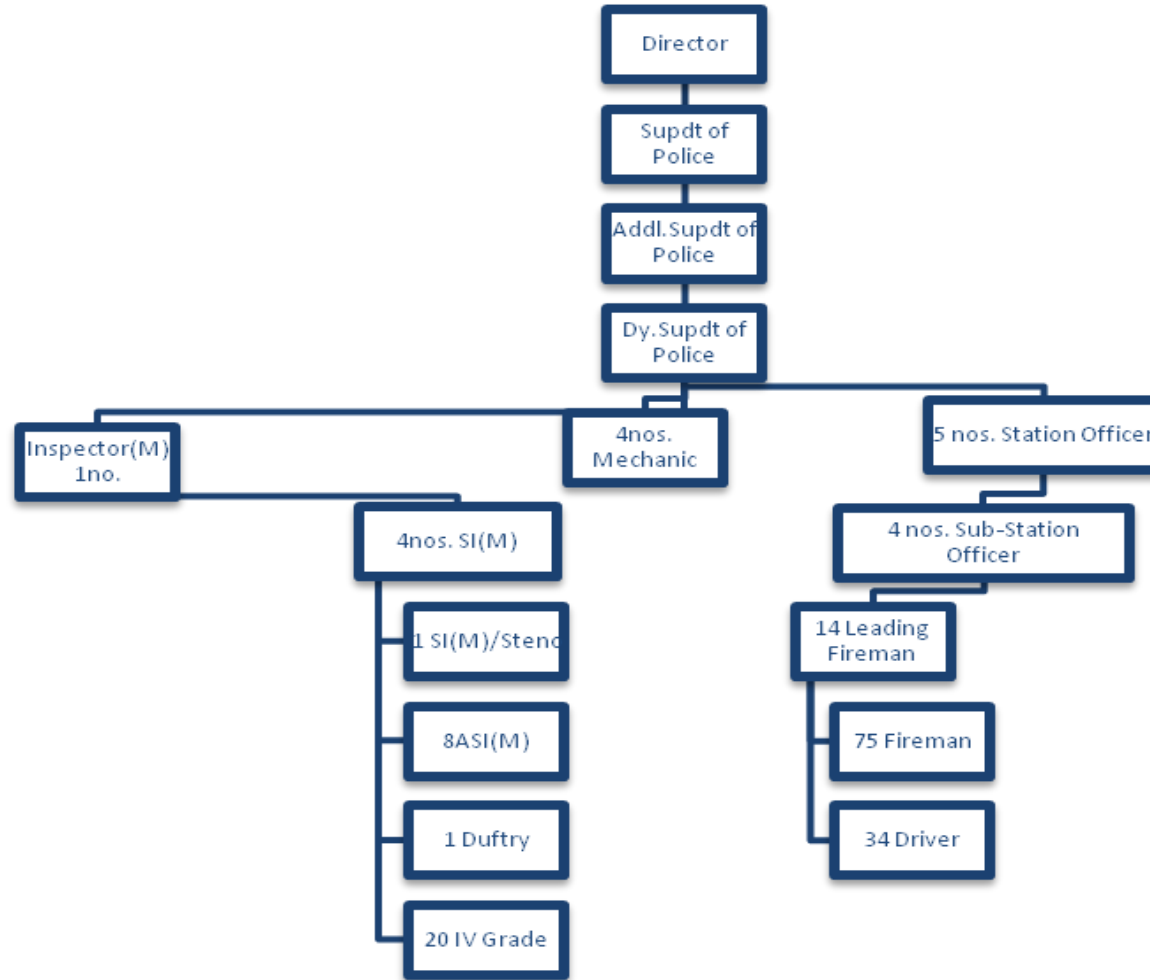 Director
Supdt of
Police
Addl.Supdt of
Police
Dy.Supdt of
Police
Inspector(M)
1no.
4nos.
Mechanic
5 nos. Station Officer
4nos. SI(M)
4 nos. Sub-Station
Officer
1 SI(M)/Steno
14 Leading
Fireman
8ASI(M)
75 Fireman
1 Duftry
34 Driver
20 IV Grade